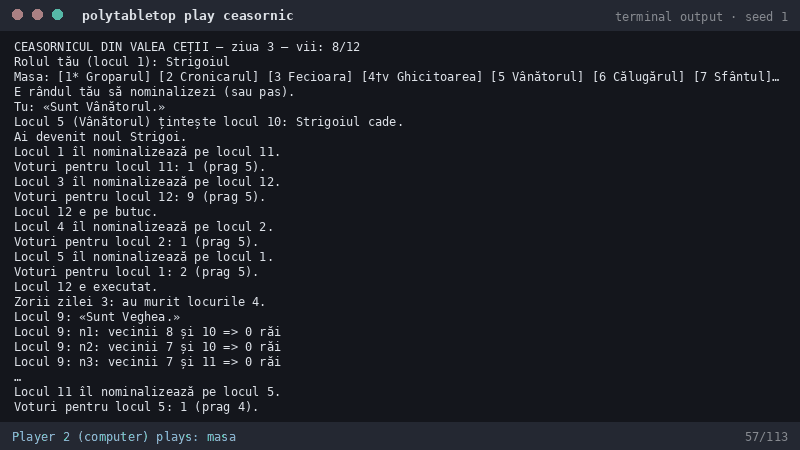 polytabletop play ceasornic
terminal output · seed 1
CEASORNICUL DIN VALEA CEȚII — ziua 3 — vii: 8/12
Rolul tău (locul 1): Strigoiul
Masa: [1* Groparul] [2 Cronicarul] [3 Fecioara] [4†v Ghicitoarea] [5 Vânătorul] [6 Călugărul] [7 Sfântul]…
E rândul tău să nominalizezi (sau pas).
Tu: «Sunt Vânătorul.»
Locul 5 (Vânătorul) țintește locul 10: Strigoiul cade.
Ai devenit noul Strigoi.
Locul 1 îl nominalizează pe locul 11.
Voturi pentru locul 11: 1 (prag 5).
Locul 3 îl nominalizează pe locul 12.
Voturi pentru locul 12: 9 (prag 5).
Locul 12 e pe butuc.
Locul 4 îl nominalizează pe locul 2.
Voturi pentru locul 2: 1 (prag 5).
Locul 5 îl nominalizează pe locul 1.
Voturi pentru locul 1: 2 (prag 5).
Locul 12 e executat.
Zorii zilei 3: au murit locurile 4.
Locul 9: «Sunt Veghea.»
Locul 9: n1: vecinii 8 și 10 => 0 răi
Locul 9: n2: vecinii 7 și 10 => 0 răi
Locul 9: n3: vecinii 7 și 11 => 0 răi
…
Locul 11 îl nominalizează pe locul 5.
Voturi pentru locul 5: 1 (prag 4).
Player 2 (computer) plays: masa
57/113